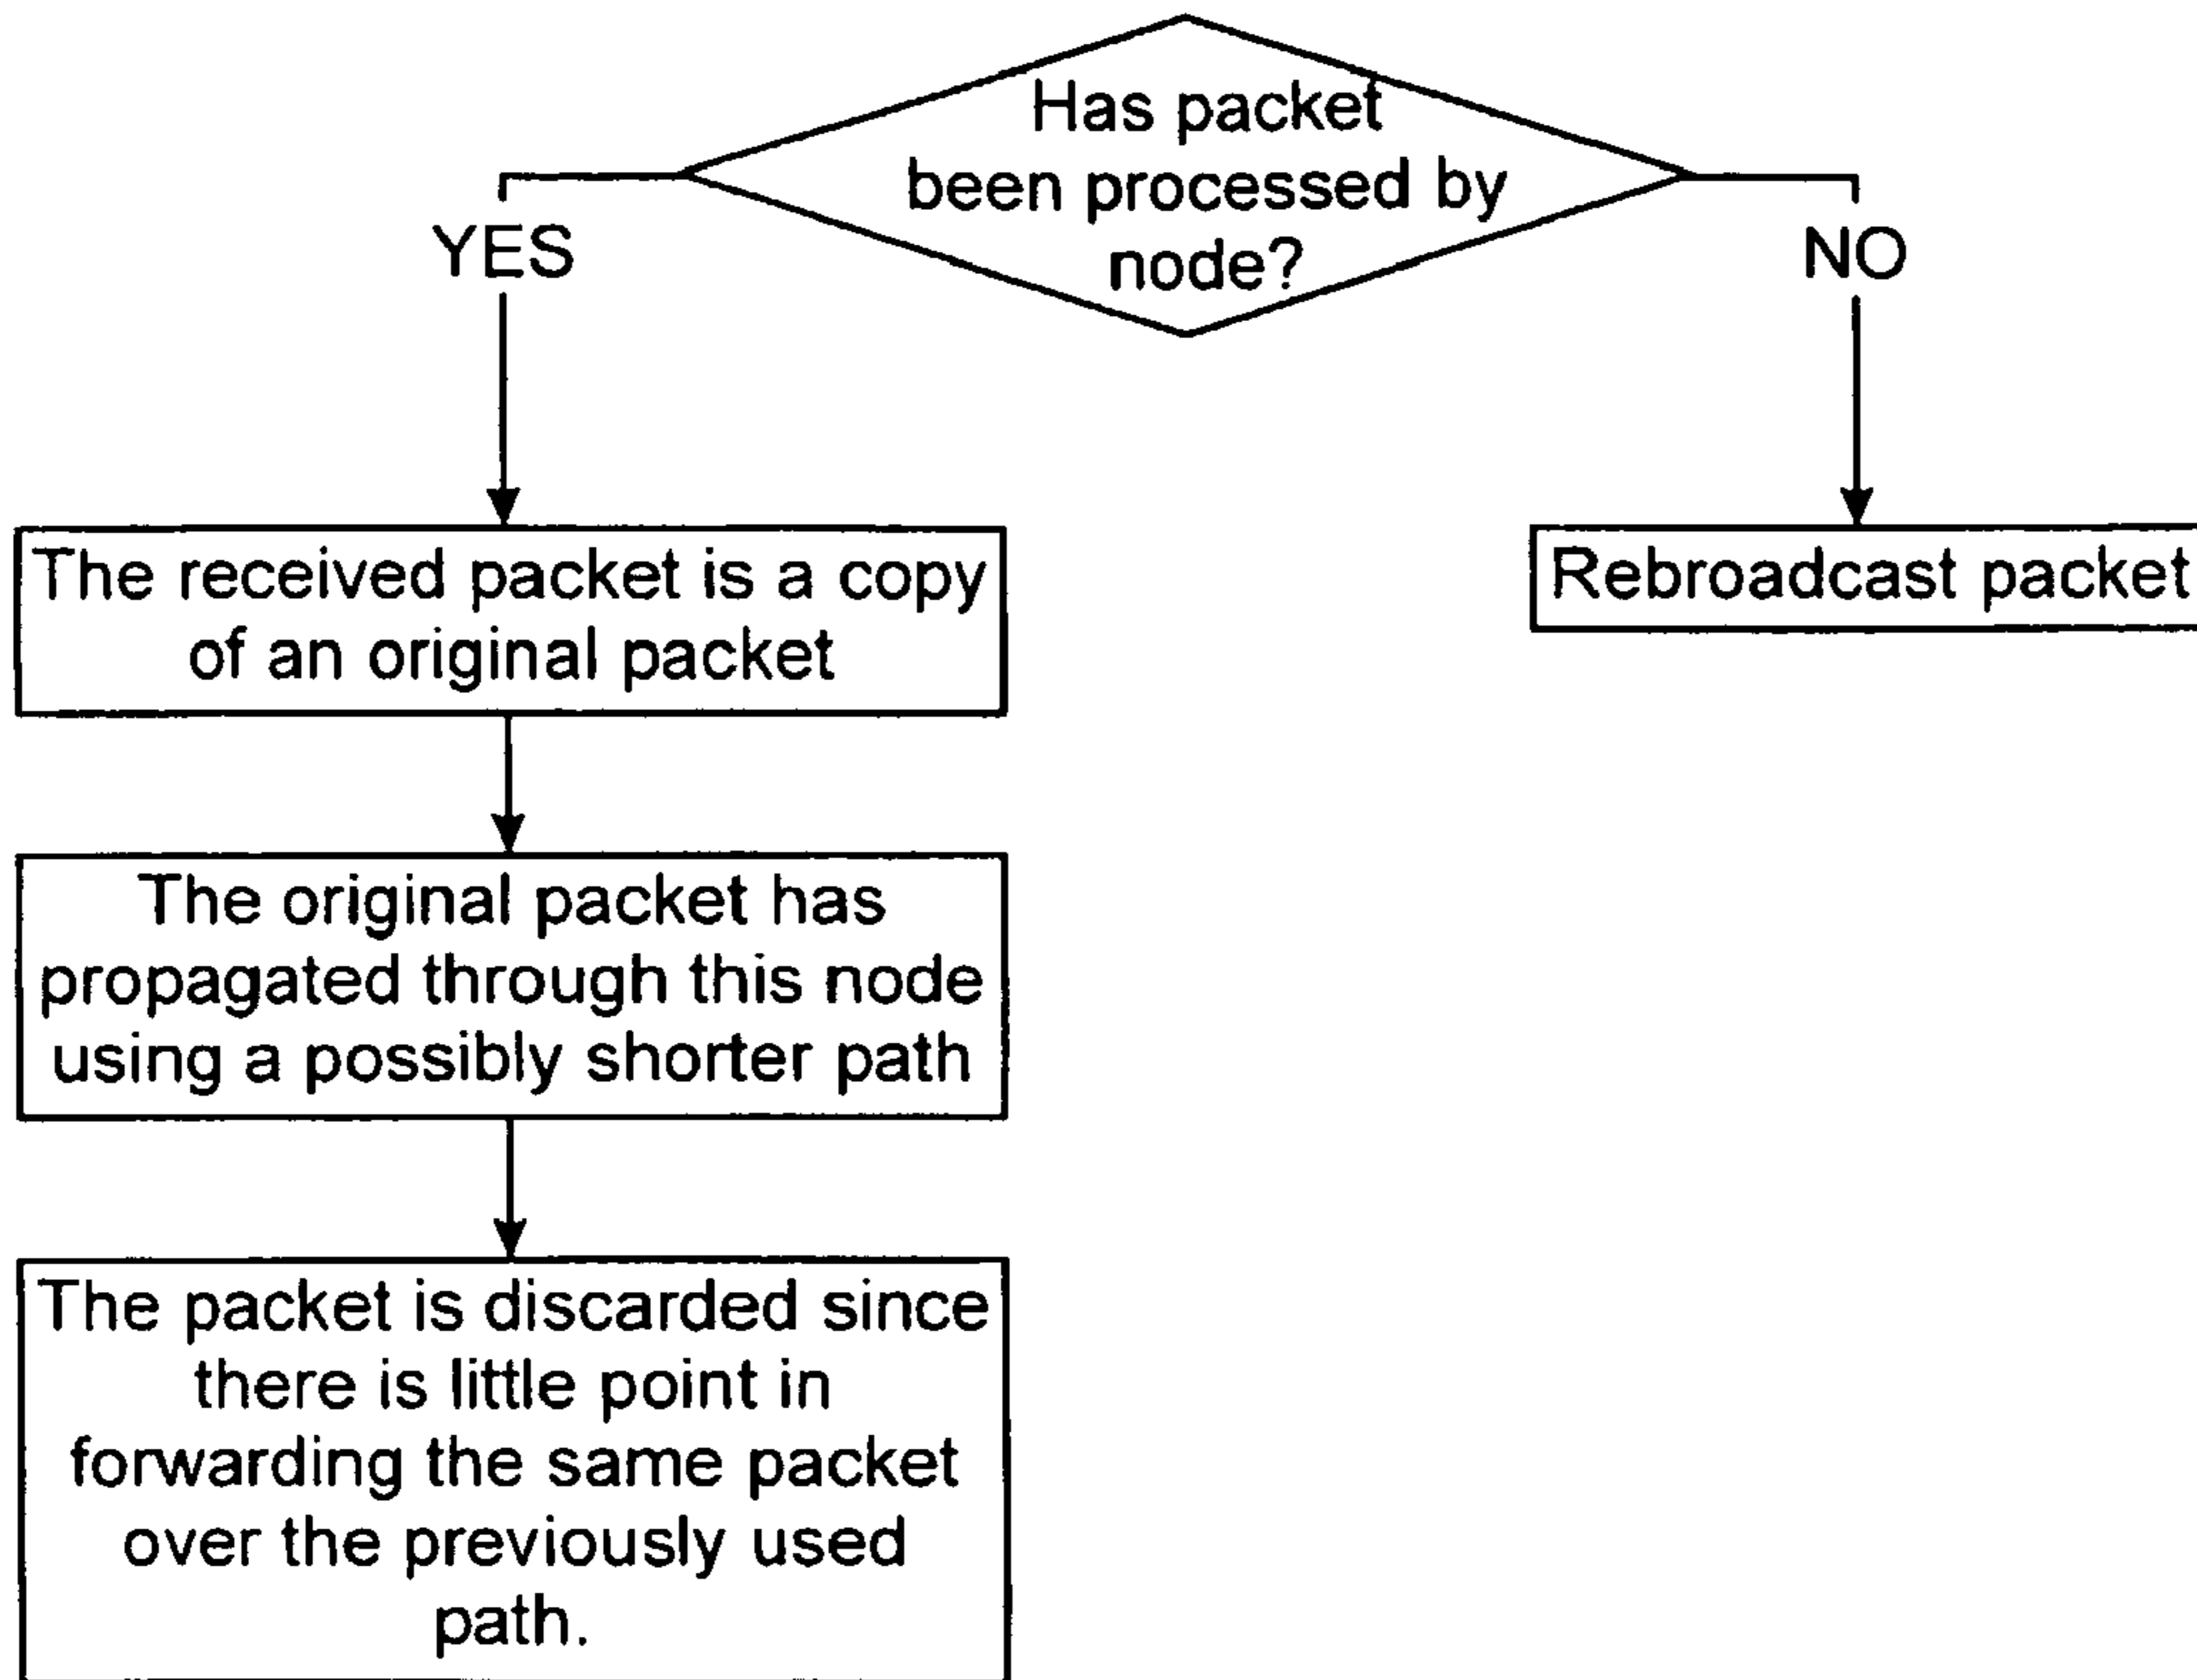 Has packet
been processed by
node?
YES
NO
The received packet is a copy
of an original packet
Rebroadcast packet
The original packet has
propagated through this node
using a possibly shorter path
The packet is discarded since
there is little point in
forwarding the same packet
over the previously used
path.